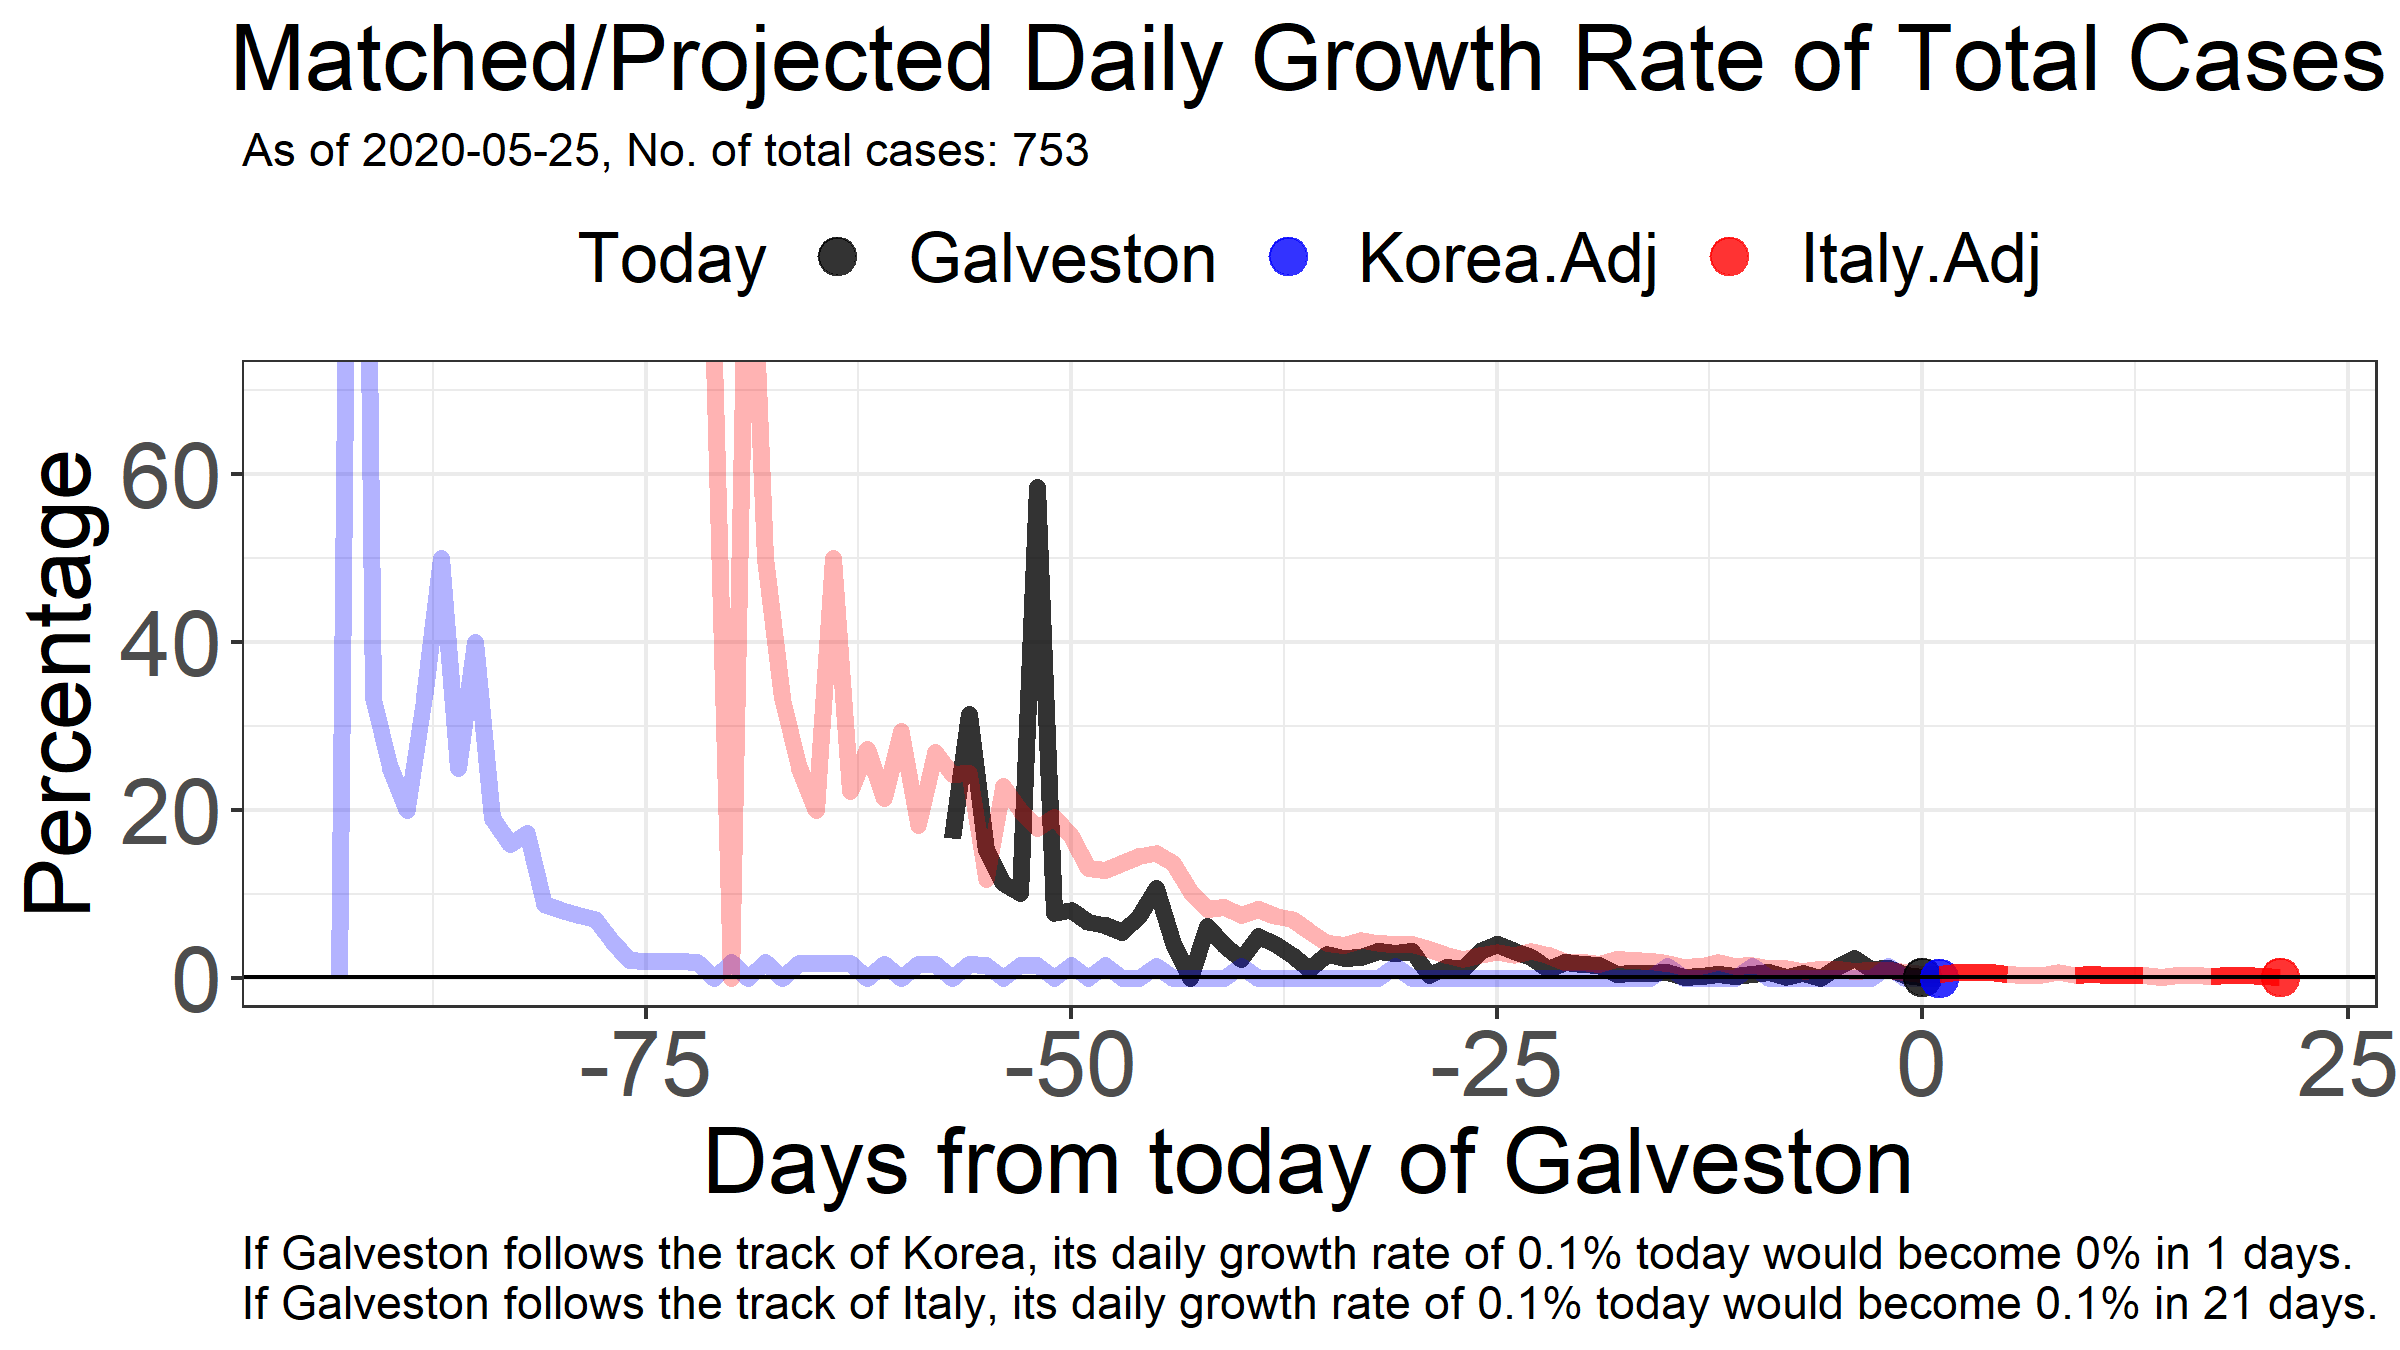 Matched/Projected Daily Growth Rate of Total Cases
As of 2020-05-25, No. of total cases: 753
Today Galveston Korea.Adj Italy.Adj
Percentage
60
40
20
0
-75 -50 -25 0 25
Days from today of Galveston
If Galveston follows the track of Korea, its daily growth rate of 0.1% today would become 0% in 1 days.
If Galveston follows the track of Italy, its daily growth rate of 0.1% today would become 0.1% in 21 days.